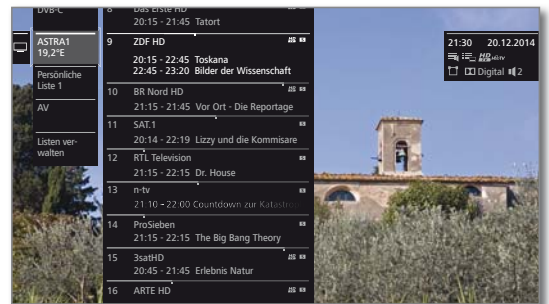 DVB-C
ASTRA1
19,2°E
Persönliche
Liste 1
AV
Listen ver-
walten
8 Das Erste HD
20:15 - 21:45 Tatort
9 ZDF HD
20:15 - 22:45 Toskana
22:45 - 23:20 Bilder der Wissenschaft
10 BR Nord HD
21:15 - 21:45 Vor Ort - Die Reportage
11 SAT.1
20:14 - 22:19 Lizzy und die Kommisare
12 RTL Television
21:15 - 22:15 Dr. House
13 n-tv
21:10 - 22:00 Countdown zur Katastro
14 ProSieben
21:15 - 22:15 The Big Bang Theory
15 3satHD
20:45 - 21:45 Erlebnis Natur
16 ARTE HD
21:30 20.12.2014
HD HDTV
Digital 2